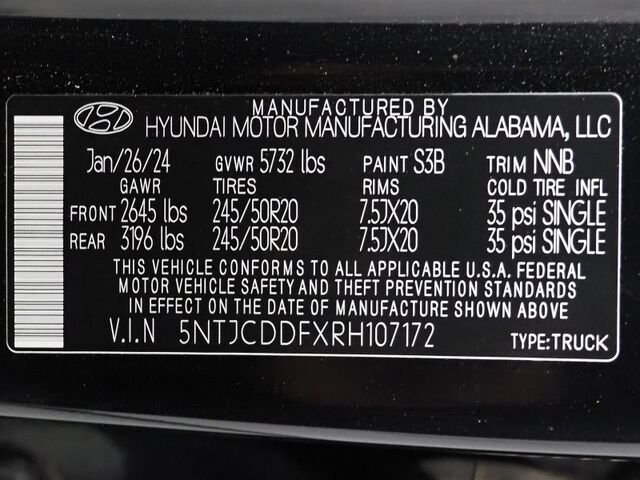 MANUFACTURED BY
HYUNDAI MOTOR MANUFACTURING ALABAMA, LLC
Jan/26/24 GVWR 5732 lbs PAINT S3B TRIM NNB
GAWR TIRES RIMS COLD TIRE INFL
FRONT 2645 lbs 245/50R20 7.5JX20 35 psi SINGLE
REAR 3196 lbs 245/50R20 7.5JX20 35 psi SINGLE
THIS VEHICLE CONFORMS TO ALL APPLICABLE U.S.A. FEDERAL
MOTOR VEHICLE SAFETY AND THEFT PREVENTION STANDARDS
IN EFFECT ON THE DATE OF MANUFACTURE SHOWN ABOVE.
V.I.N 5NTJCDDFXRH107172 TYPE:TRUCK